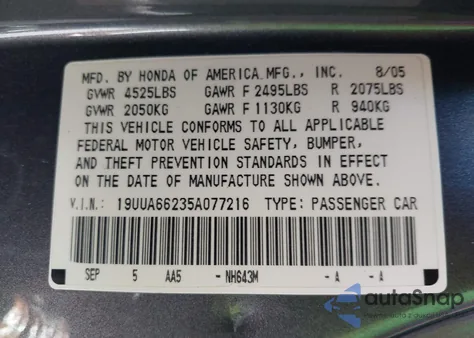 MFD. BY HONDA OF AMERICA MFG., INC. 8/05
GVWR 4525LBS GAWR F 2495LBS R 2075LBS
GVWR 2050KG GAWR F 1130KG R 940KG
THIS VEHICLE CONFORMS TO ALL APPLICABLE
FEDERAL MOTOR VEHICLE SAFETY, BUMPER,
AND THEFT PREVENTION STANDARDS IN EFFECT
ON THE DATE OF MANUFACTURE SHOWN ABOVE.
V.I.N.: 19UUA66235A077216 TYPE: PASSENGER CAR
SEP 5 AA5 -NH643M -A -A
autoSnap